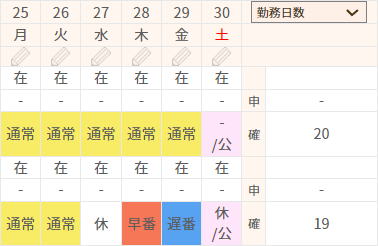 25 26 27 28 29 30 勤務日数
月 火 水 木 金 土
在 在 在 在 在 在
- - - - - - 申 -
通常 通常 通常 通常 通常 -/公 確 20
在 在 在 在 在 在
- - - - - - 申 -
通常 通常 休 早番 遅番 休/公 確 19